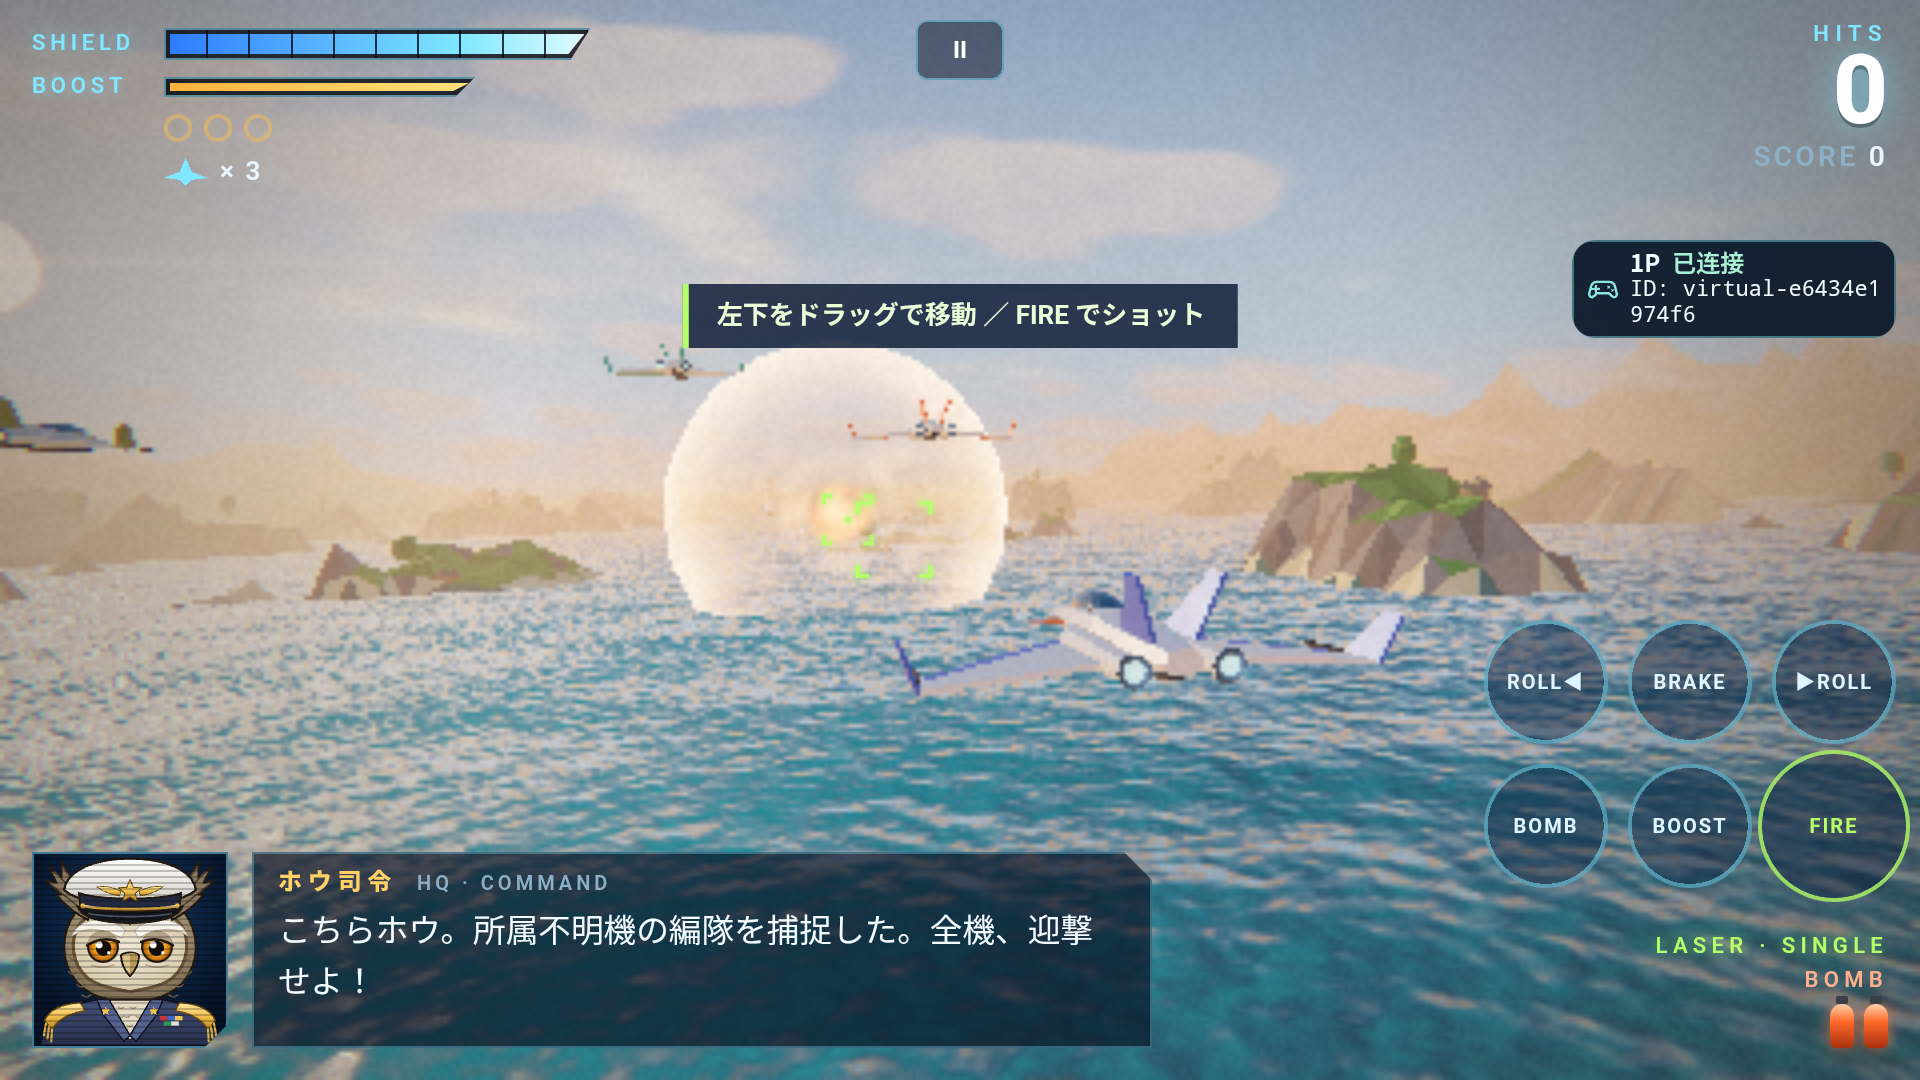 SHIELD
BOOST
× 3
HITS
0
SCORE 0
1P 已连接
ID: virtual-e6434e1
974f6
左下をドラッグで移動 ／ FIRE でショット
ROLL◀
BRAKE
▶ROLL
BOMB
BOOST
FIRE
LASER · SINGLE
BOMB
ホウ司令 HQ · COMMAND
こちらホウ。所属不明機の編隊を捕捉した。全機、迎撃
せよ！